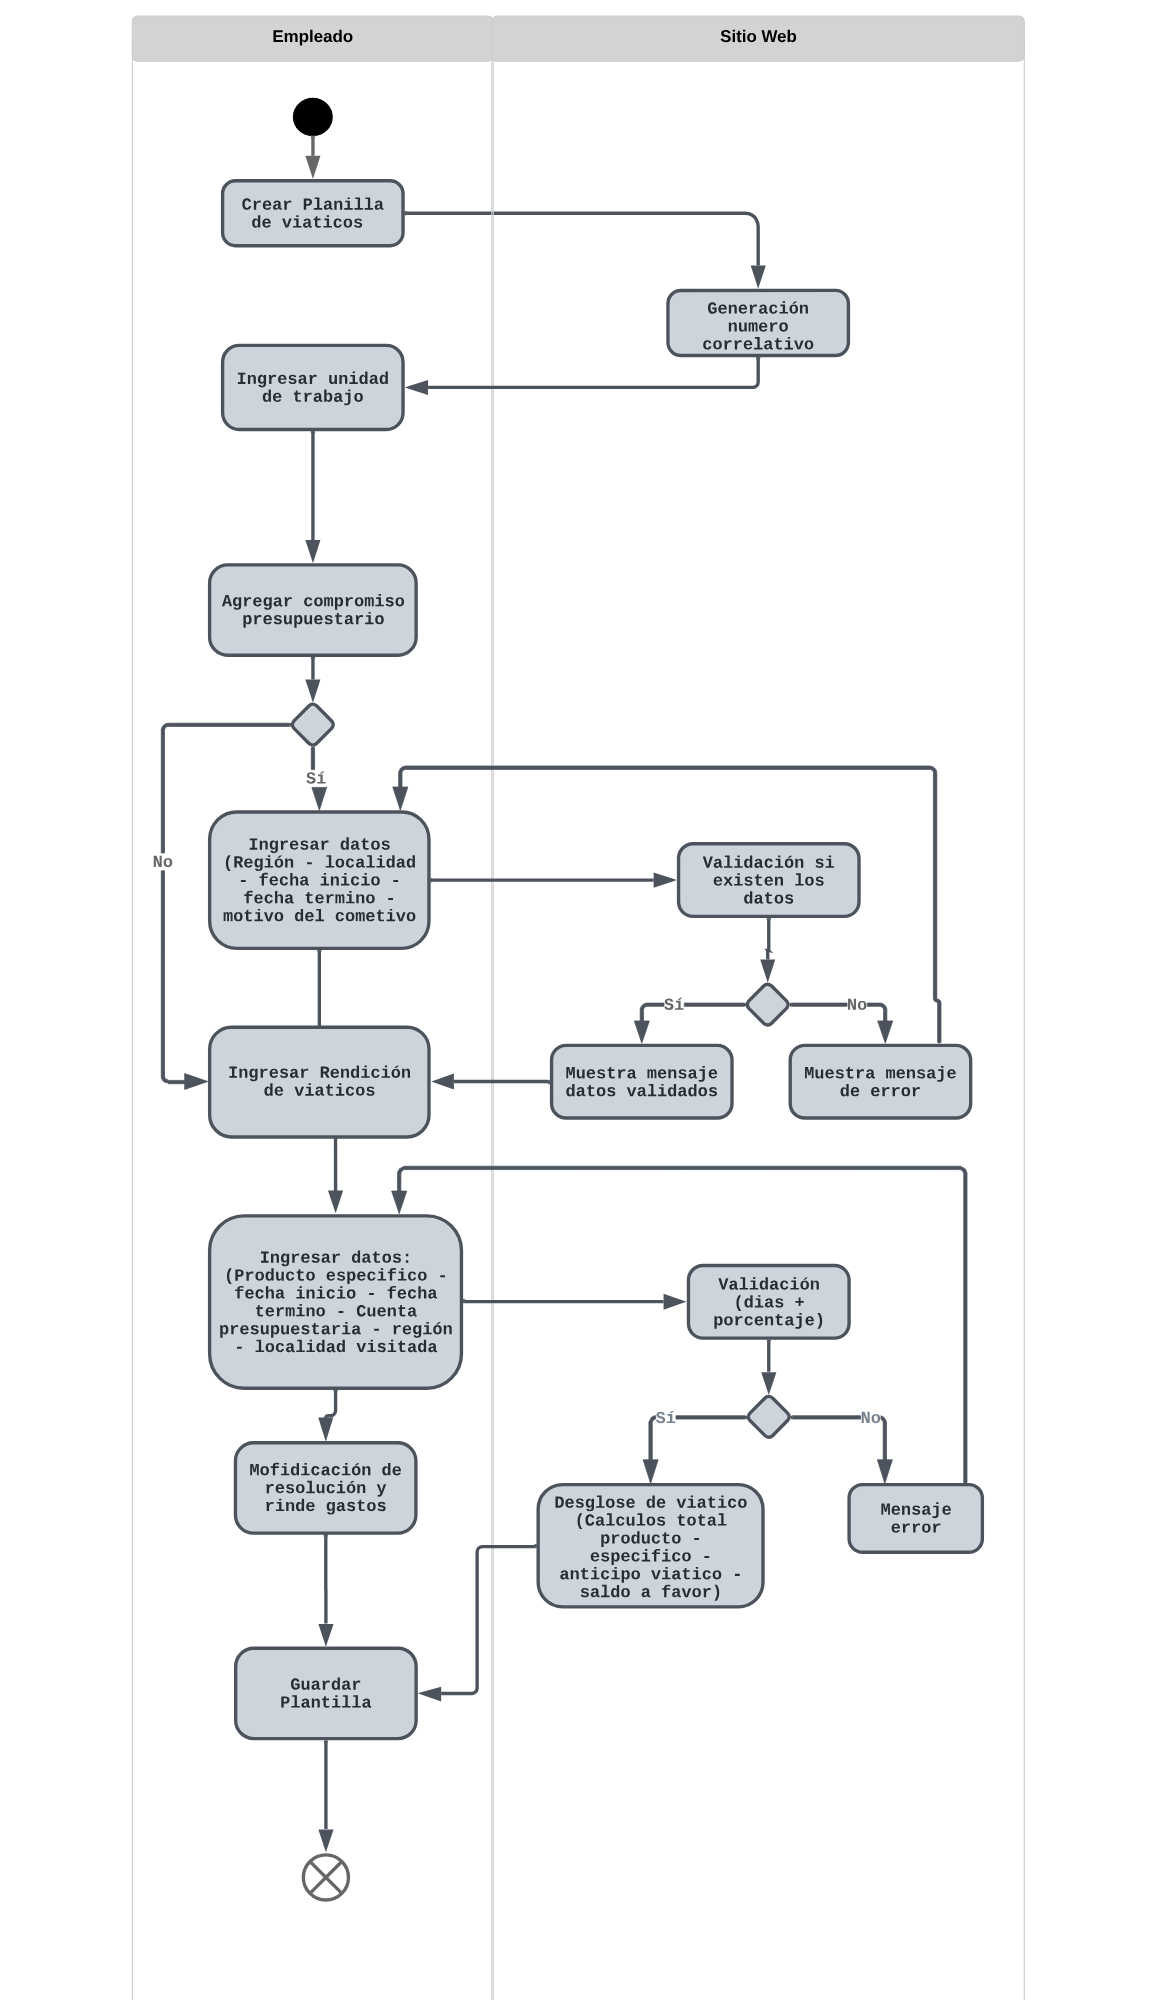 Empleado
Sitio Web
Crear Planilla
de viaticos
Generación
numero
correlativo
Ingresar unidad
de trabajo
Agregar compromiso
presupuestario
Sí
No
Ingresar datos
(Región - localidad
- fecha inicio -
fecha termino -
motivo del cometivo
Validación si
existen los
datos
Sí
No
Ingresar Rendición
de viaticos
Muestra mensaje
datos validados
Muestra mensaje
de error
Ingresar datos:
(Producto especifico -
fecha inicio - fecha
termino - Cuenta
presupuestaria - región
- localidad visitada
Validación
(dias +
porcentaje)
Sí
No
Mofidicación de
resolución y
rinde gastos
Desglose de viatico
(Calculos total
producto -
especifico -
anticipo viatico -
saldo a favor)
Mensaje
error
Guardar
Plantilla